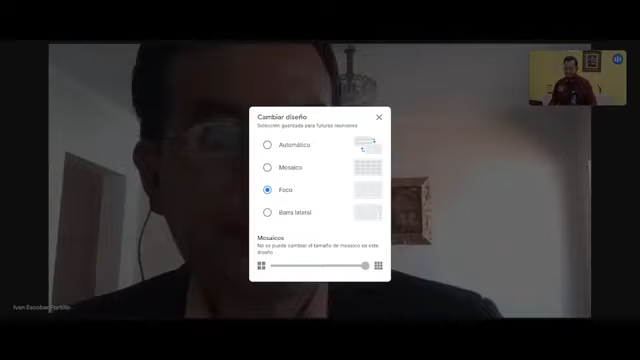 Cambiar diseño
Selección guardada para futuras reuniones
Automático
Mosaico
Foco
Barra lateral
Mosaicos
No se puede cambiar el tamaño de mosaico en este
diseño
Ivan Escobar Portillo